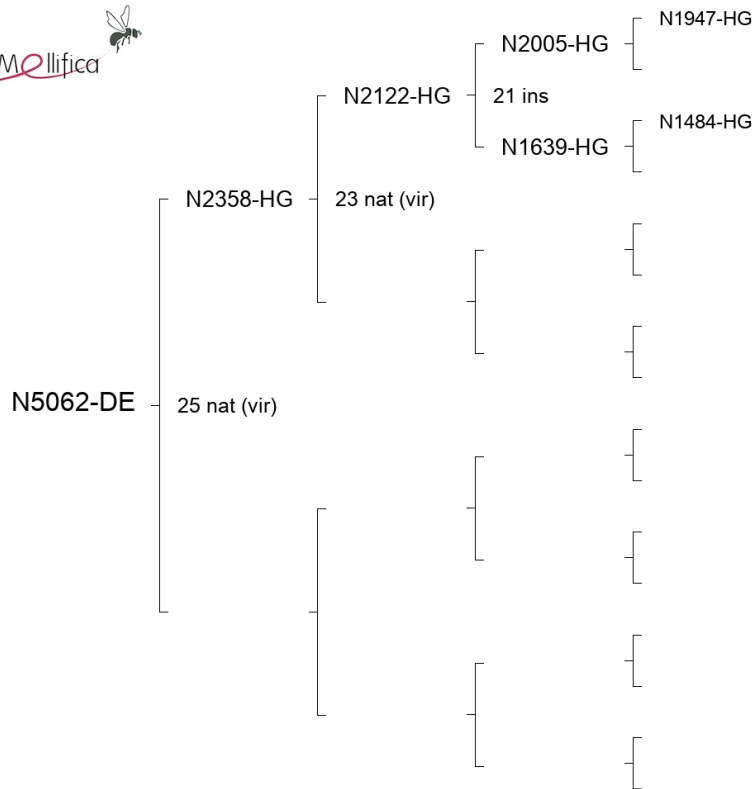 Mellifica
N1947-HG
N2005-HG
N2122-HG
21 ins
N1484-HG
N1639-HG
N2358-HG
23 nat (vir)
N5062-DE
25 nat (vir)